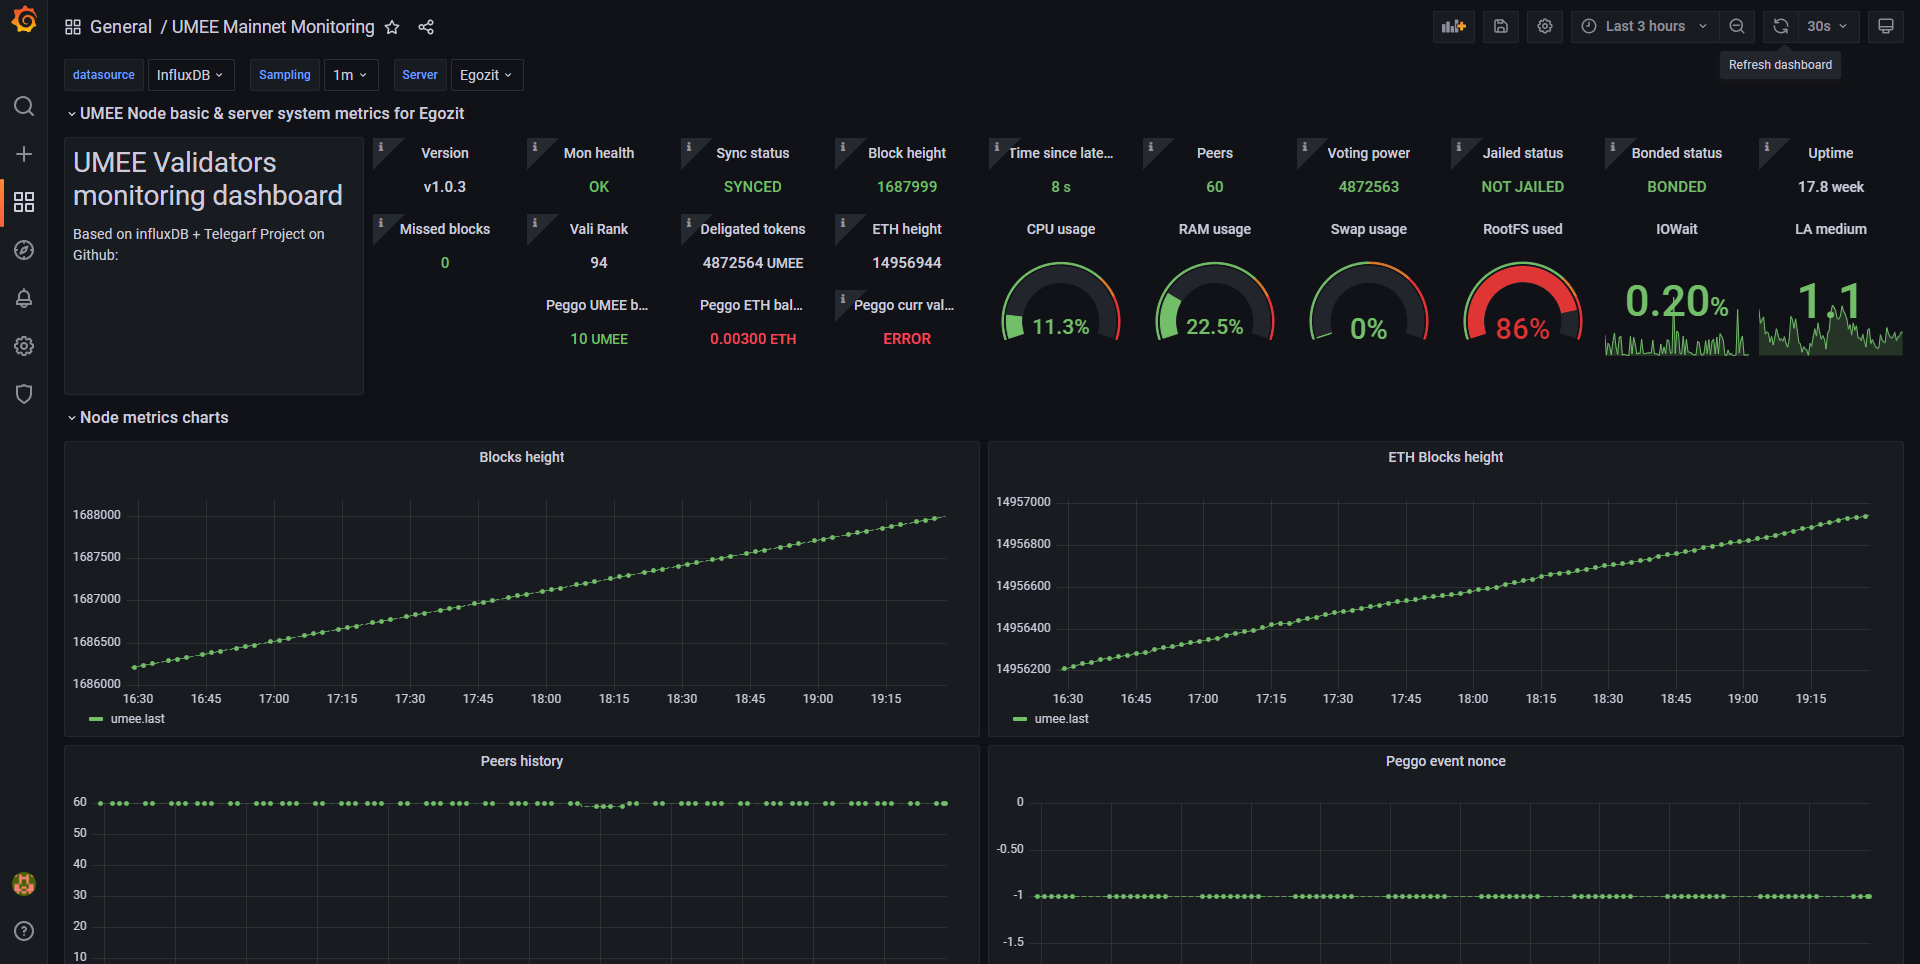 General / UMEE Mainnet Monitoring
Last 3 hours
30s
Refresh dashboard
datasource InfluxDB Sampling 1m Server Egozit
UMEE Node basic & server system metrics for Egozit
UMEE Validators
monitoring dashboard
Based on influxDB + Telegarf Project on
Github:
Version
v1.0.3
Mon health
OK
Sync status
SYNCED
Block height
1687999
Time since late...
8 s
Peers
60
Voting power
4872563
Jailed status
NOT JAILED
Bonded status
BONDED
Uptime
17.8 week
Missed blocks
0
Vali Rank
94
Deligated tokens
4872564 UMEE
ETH height
14956944
CPU usage
11.3%
RAM usage
22.5%
Swap usage
0%
RootFS used
86%
IOWait
0.20%
LA medium
1.1
Peggo UMEE b...
10 UMEE
Peggo ETH bal...
0.00300 ETH
Peggo curr val...
ERROR
Node metrics charts
Blocks height
1688000
1687500
1687000
1686500
1686000
16:30 16:45 17:00 17:15 17:30 17:45 18:00 18:15 18:30 18:45 19:00 19:15
umee.last
ETH Blocks height
14957000
14956800
14956600
14956400
14956200
16:30 16:45 17:00 17:15 17:30 17:45 18:00 18:15 18:30 18:45 19:00 19:15
umee.last
Peers history
60
50
40
30
20
10
Peggo event nonce
0
-0.50
-1
-1.5